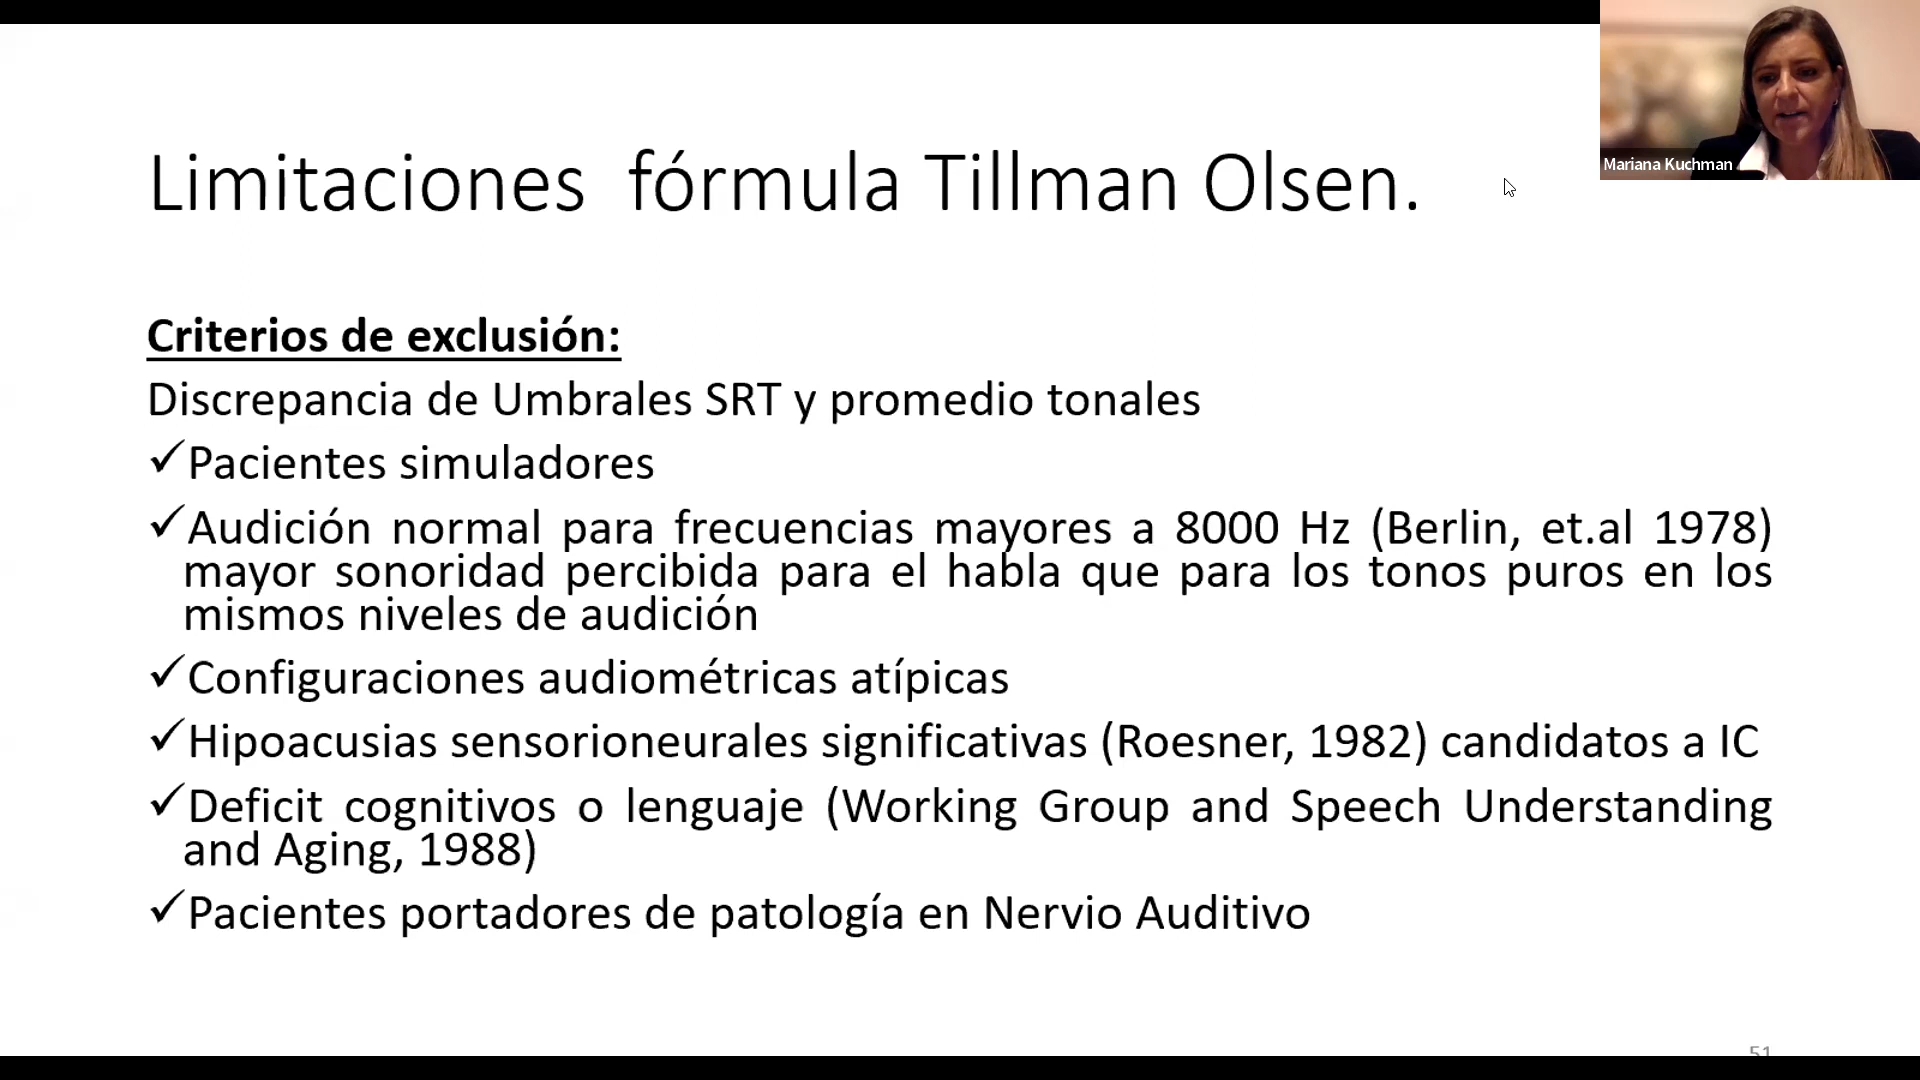 Mariana Kuchman
Limitaciones fórmula Tillman Olsen.
Criterios de exclusión:
Discrepancia de Umbrales SRT y promedio tonales
✓Pacientes simuladores
✓Audición normal para frecuencias mayores a 8000 Hz (Berlin, et.al 1978)
mayor sonoridad percibida para el habla que para los tonos puros en los
mismos niveles de audición
✓Configuraciones audiométricas atípicas
✓Hipoacusias sensorioneurales significativas (Roesner, 1982) candidatos a IC
✓Deficit cognitivos o lenguaje (Working Group and Speech Understanding
and Aging, 1988)
✓Pacientes portadores de patología en Nervio Auditivo
51